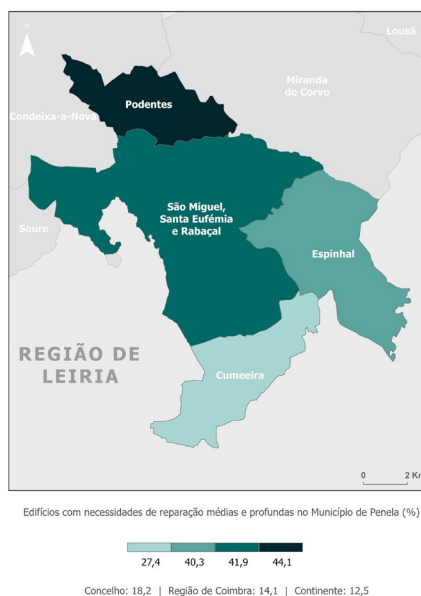 N
Lousã
Miranda
do Corvo
Podentes
Condeixa-a-Nova
São Miguel,
Santa Eufémia
e Rabaçal
Soure
Espinhal
REGIÃO DE
LEIRIA
Cumeeira
0 2 Km
Edifícios com necessidades de reparação médias e profundas no Município de Penela (%)
27,4 40,3 41,9 44,1
Concelho: 18,2 | Região de Coimbra: 14,1 | Continente: 12,5